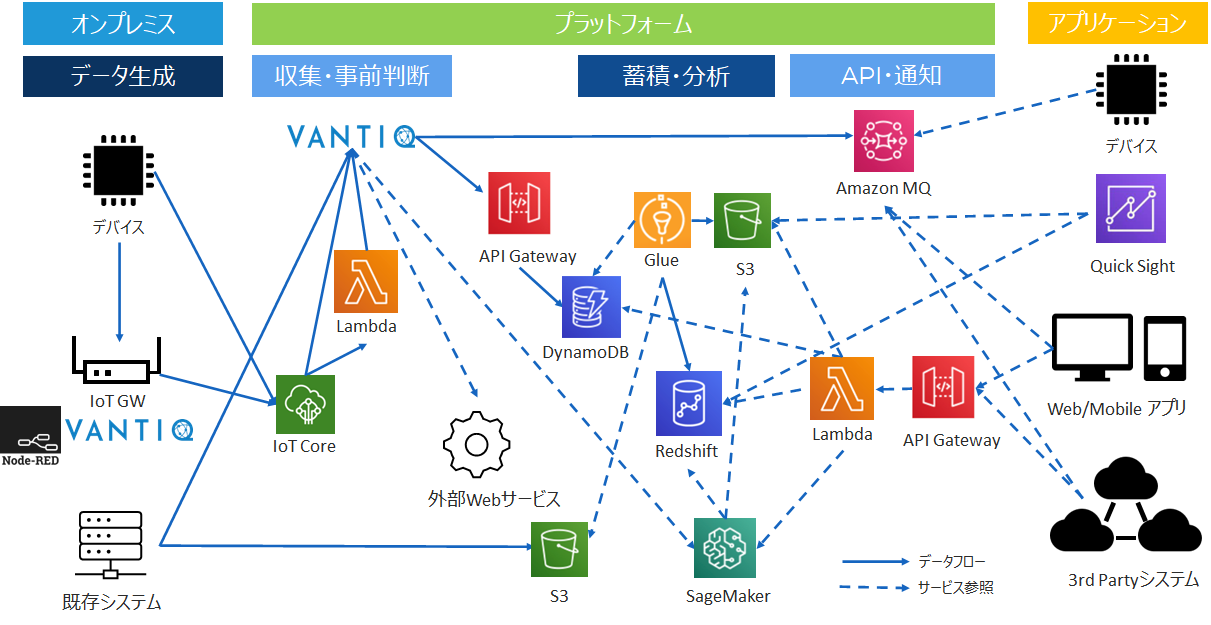 オンプレミス
プラットフォーム
アプリケーション
データ生成
収集・事前判断
蓄積・分析
API・通知
VANTIQ
デバイス
API Gateway
Lambda
Glue
S3
Amazon MQ
デバイス
Quick Sight
DynamoDB
IoT GW
Node-RED
VANTIQ
IoT Core
外部Webサービス
Redshift
Lambda
API Gateway
Web/Mobile アプリ
既存システム
S3
SageMaker
データフロー
サービス参照
3rd Partyシステム